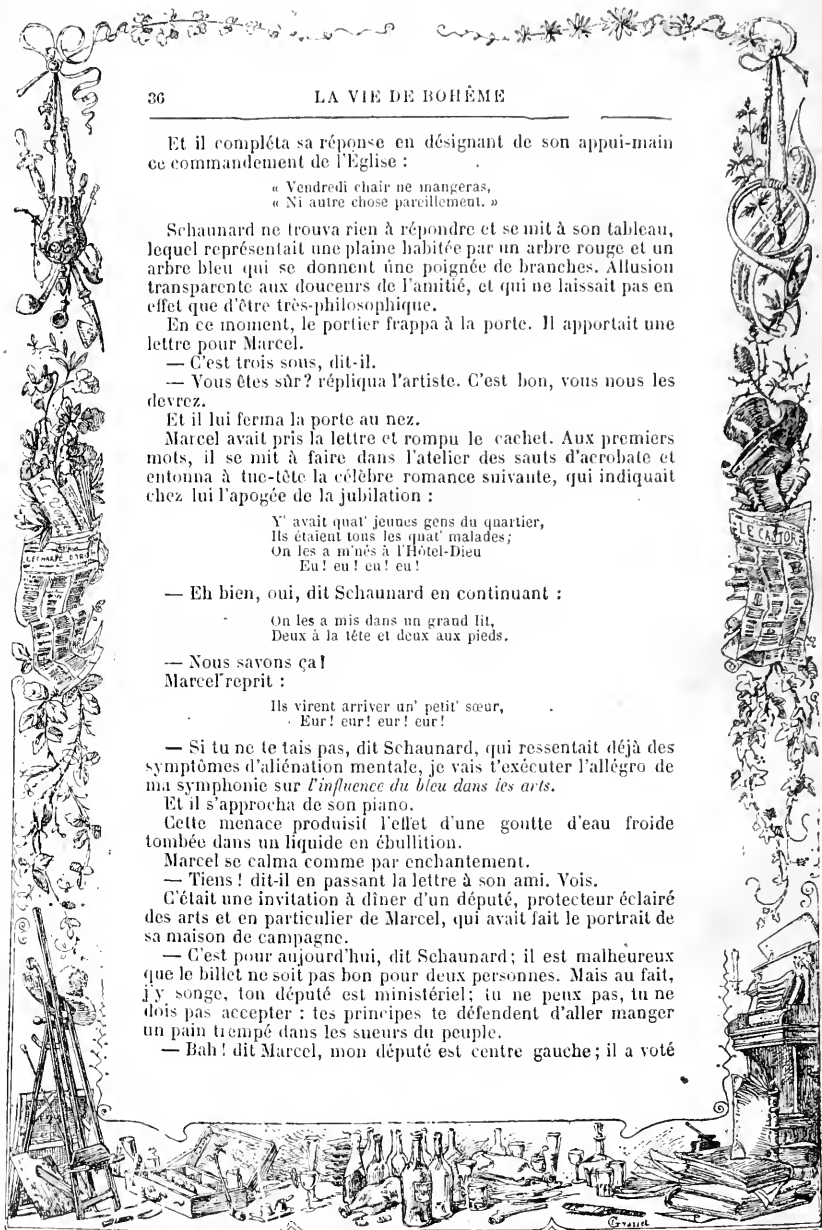 36
LA VIE DE BOHÊME
Et il compléta sa réponse en désignant de son appui-main
ce commandement de l'Église :
« Vendredi chair ne mangeras,
« Ni autre chose pareillement. »
Schaunard ne trouva rien à répondre et se mit à son tableau,
lequel représentait une plaine habitée par un arbre rouge et un
arbre bleu qui se donnent une poignée de branches. Allusion
transparente aux douceurs de l'amitié, et qui ne laissait pas en
effet que d'être très-philosophique.
En ce moment, le portier frappa à la porte. Il apportait une
lettre pour Marcel.
— C'est trois sous, dit-il.
— Vous êtes sûr? répliqua l'artiste. C'est bon, vous nous les
devrez.
Et il lui ferma la porte au nez.
Marcel avait pris la lettre et rompu le cachet. Aux premiers
mots, il se mit à faire dans l'atelier des sauts d'acrobate et
entonna à tue-tête la célèbre romance suivante, qui indiquait
chez lui l'apogée de la jubilation :
Y' avait quat' jeunes gens du quartier,
Ils étaient tous les quat' malades;
On les a m'nés à l'Hôtel-Dieu
Eu! eu! eu! eu!
— Eh bien, oui, dit Schaunard en continuant :
On les a mis dans un grand lit,
Deux à la tête et deux aux pieds.
— Nous savons ça!
Marcel reprit :
Ils virent arriver un' petit' sœur,
Eur! eur! eur! eur!
— Si tu ne te tais pas, dit Schaunard, qui ressentait déjà des
symptômes d'aliénation mentale, je vais t'exécuter l'allégro de
ma symphonie sur l'influence du bleu dans les arts.
Et il s'approcha de son piano.
Cette menace produisit l'effet d'une goutte d'eau froide
tombée dans un liquide en ébullition.
Marcel se calma comme par enchantement.
— Tiens! dit-il en passant la lettre à son ami. Vois.
C'était une invitation à dîner d'un député, protecteur éclairé
des arts et en particulier de Marcel, qui avait fait le portrait de
sa maison de campagne.
— C'est pour aujourd'hui, dit Schaunard; il est malheureux
que le billet ne soit pas bon pour deux personnes. Mais au fait,
j'y songe, ton député est ministériel; tu ne peux pas, tu ne
dois pas accepter : tes principes te défendent d'aller manger
un pain trempé dans les sueurs du peuple.
— Bah! dit Marcel, mon député est centre gauche; il a voté
L'ECHARPE D'IRIS
LE CASTOR
Grasset